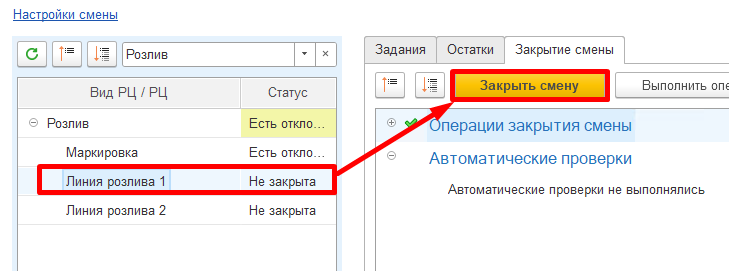 Настройки смены
Розлив
Вид РЦ / РЦ Статус
Розлив Есть откло...
Маркировка Есть откло...
Линия розлива 1 Не закрыта
Линия розлива 2 Не закрыта
Задания Остатки Закрытие смены
Закрыть смену Выполнить опе
Операции закрытия смены
Автоматические проверки
Автоматические проверки не выполнялись